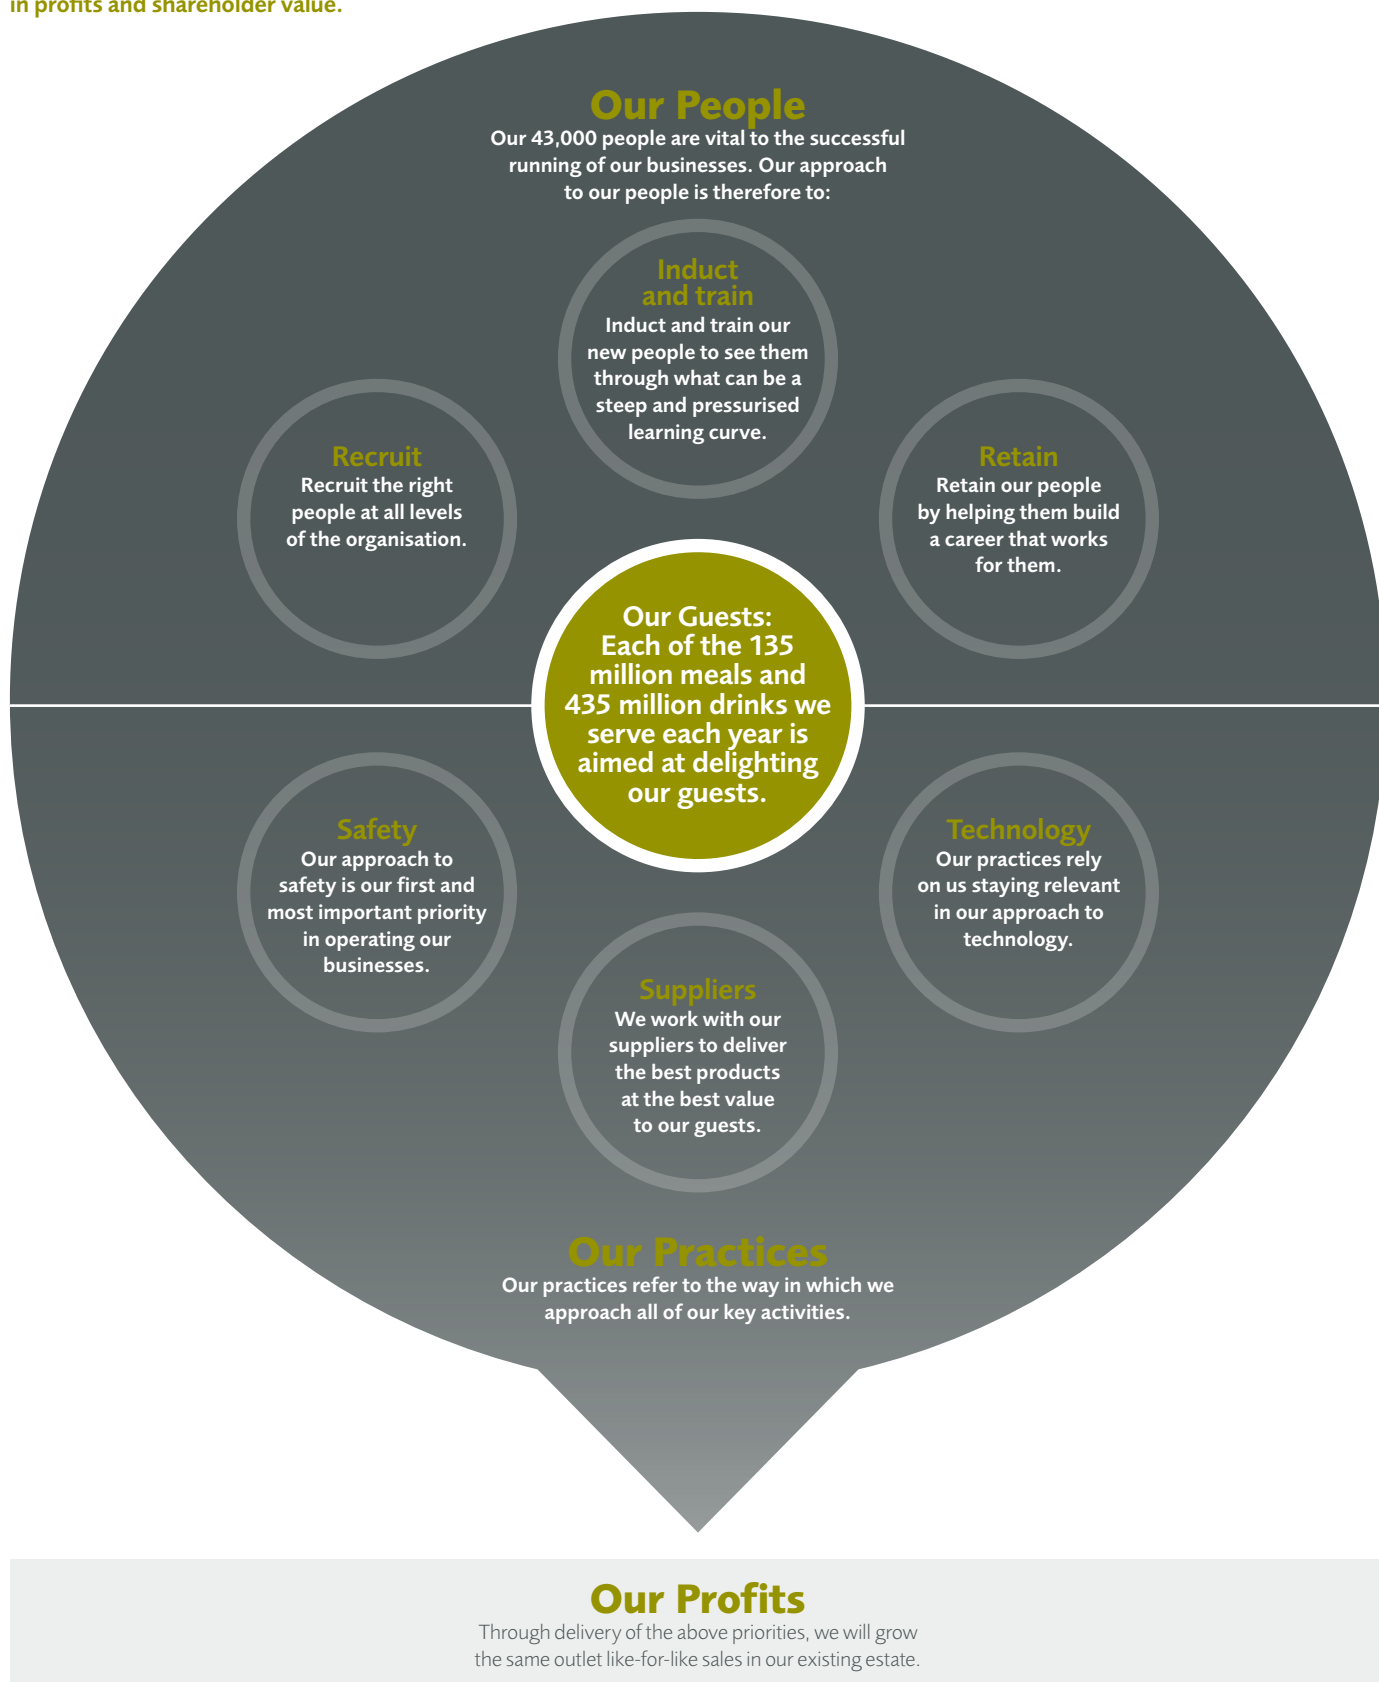 in profits and shareholder value.
Our People
Our 43,000 people are vital to the successful
running of our businesses. Our approach
to our people is therefore to:
Induct
and train
Induct and train our
new people to see them
through what can be a
steep and pressurised
learning curve.
Recruit
Recruit the right
people at all levels
of the organisation.
Retain
Retain our people
by helping them build
a career that works
for them.
Our Guests:
Each of the 135
million meals and
435 million drinks we
serve each year is
aimed at delighting
our guests.
Safety
Our approach to
safety is our first and
most important priority
in operating our
businesses.
Technology
Our practices rely
on us staying relevant
in our approach to
technology.
Suppliers
We work with our
suppliers to deliver
the best products
at the best value
to our guests.
Our Practices
Our practices refer to the way in which we
approach all of our key activities.
Our Profits
Through delivery of the above priorities, we will grow
the same outlet like-for-like sales in our existing estate.